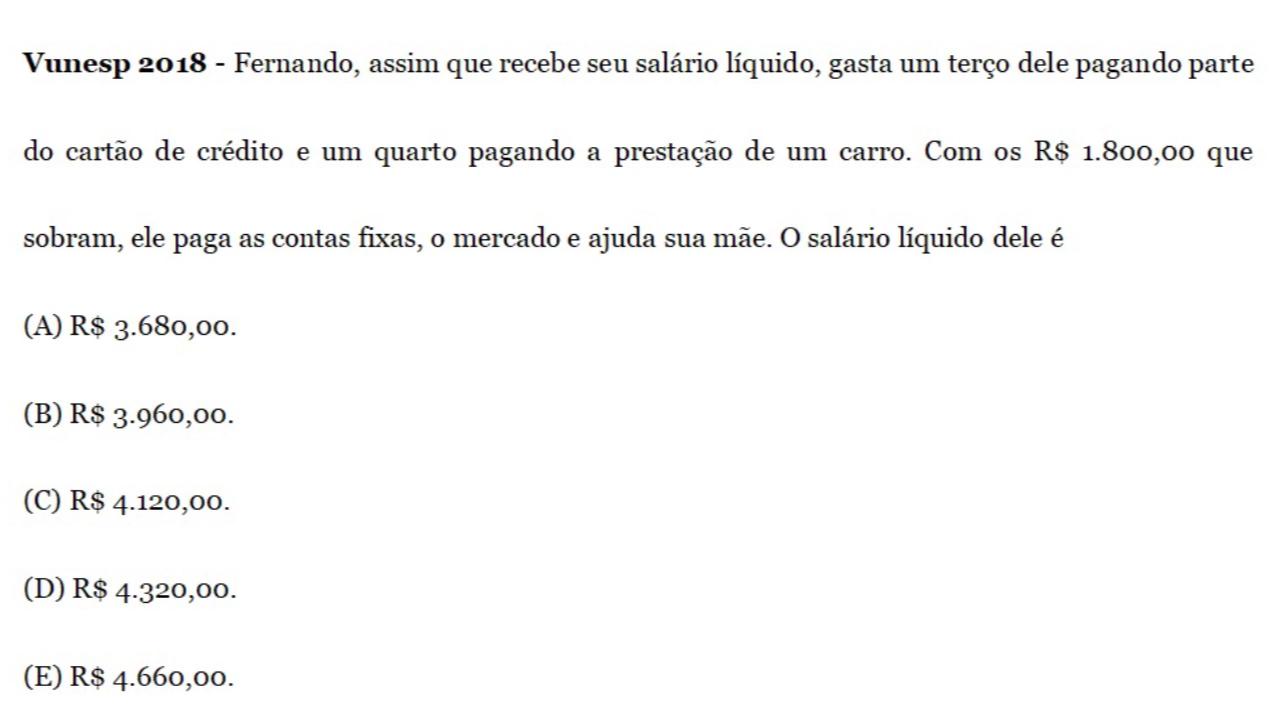 Vunesp 2018 - Fernando, assim que recebe seu salário líquido, gasta um terço dele pagando parte
do cartão de crédito e um quarto pagando a prestação de um carro. Com os R$ 1.800,00 que
sobram, ele paga as contas fixas, o mercado e ajuda sua mãe. O salário líquido dele é
(A) R$ 3.680,00.
(B) R$ 3.960,00.
(C) R$ 4.120,00.
(D) R$ 4.320,00.
(E) R$ 4.660,00.